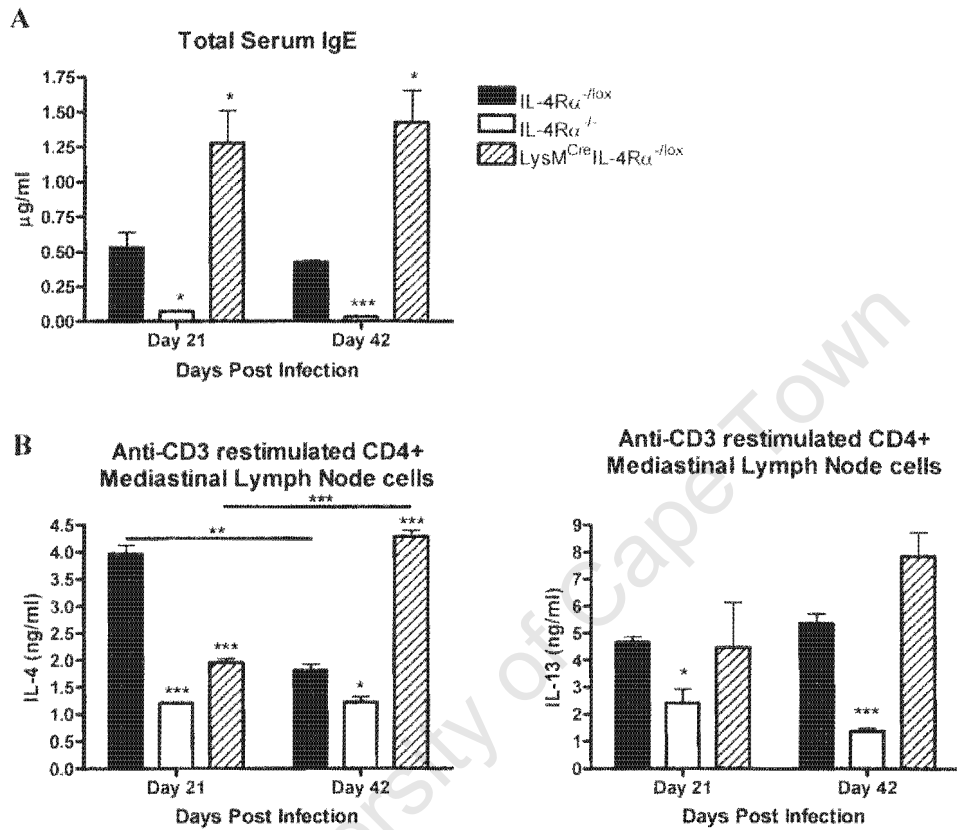 A
Total Serum IgE
1.75
1.50
1.25
1.00
0.75
0.50
0.25
0.00
µg/ml
*
*
*
***
Day 21
Day 42
Days Post Infection
IL-4Rα-/lox
IL-4Rα-/-
LysMCreIL-4Rα-/lox
B
Anti-CD3 restimulated CD4+
Mediastinal Lymph Node cells
4.5
4.0
3.5
3.0
2.5
2.0
1.5
1.0
0.5
0.0
IL-4 (ng/ml)
***
**
***
***
***
*
Day 21
Day 42
Days Post Infection
Anti-CD3 restimulated CD4+
Mediastinal Lymph Node cells
9
8
7
6
5
4
3
2
1
0
IL-13 (ng/ml)
*
***
Day 21
Day 42
Days Post Infection
University of Cape Town